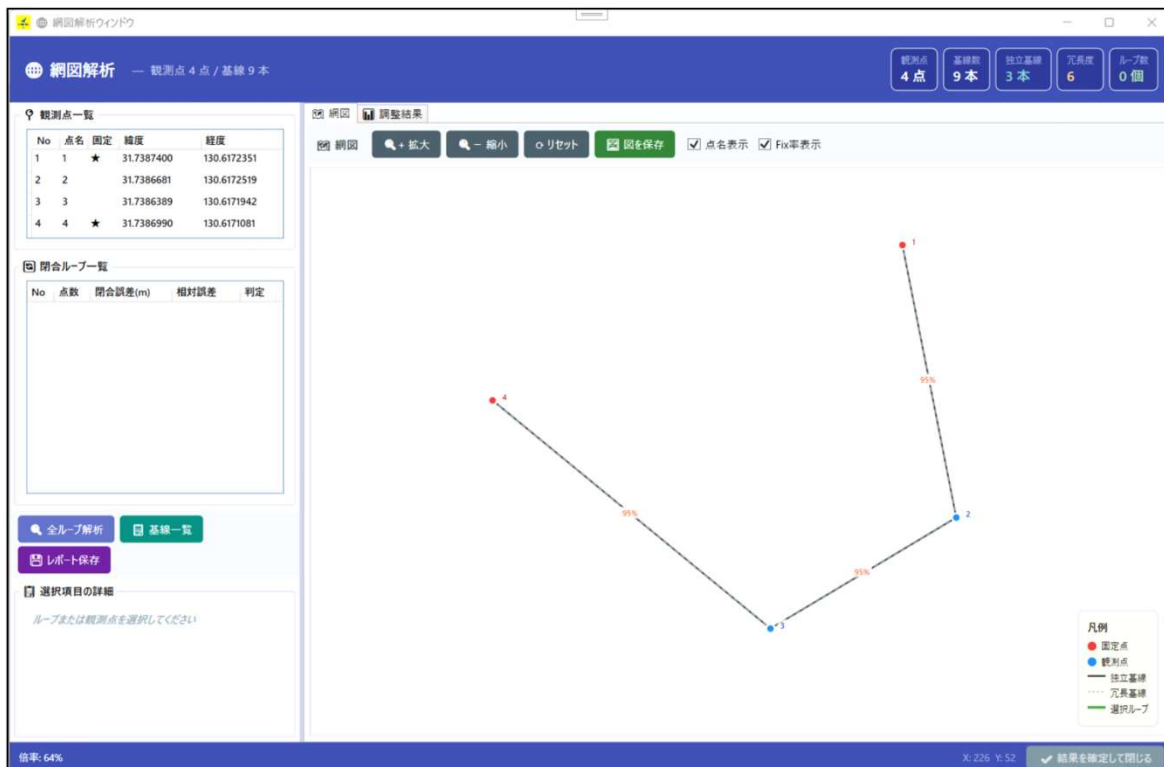 網図解析ウィンドウ
網図解析 — 観測点 4 点 / 基線 9 本
観測点 基線数 独立基線 冗長度 ループ数
4 点 9 本 3 本 6 0 個
観測点一覧
No 点名 固定 緯度 経度
1 1 ★ 31.7387400 130.6172351
2 2 31.7386681 130.6172519
3 3 31.7386389 130.6171942
4 4 ★ 31.7386990 130.6171081
閉合ループ一覧
No 点数 閉合誤差(m) 相対誤差 判定
全ループ解析 基線一覧
レポート保存
選択項目の詳細
ループまたは観測点を選択してください
網図 調整結果
網図 + 拡大 − 縮小 リセット 図を保存 点名表示 Fix率表示
1
95%
4
95%
2
95%
3
凡例
固定点
観測点
独立基線
冗長基線
選択ループ
倍率: 64% X: 226 Y: 52 結果を確定して閉じる